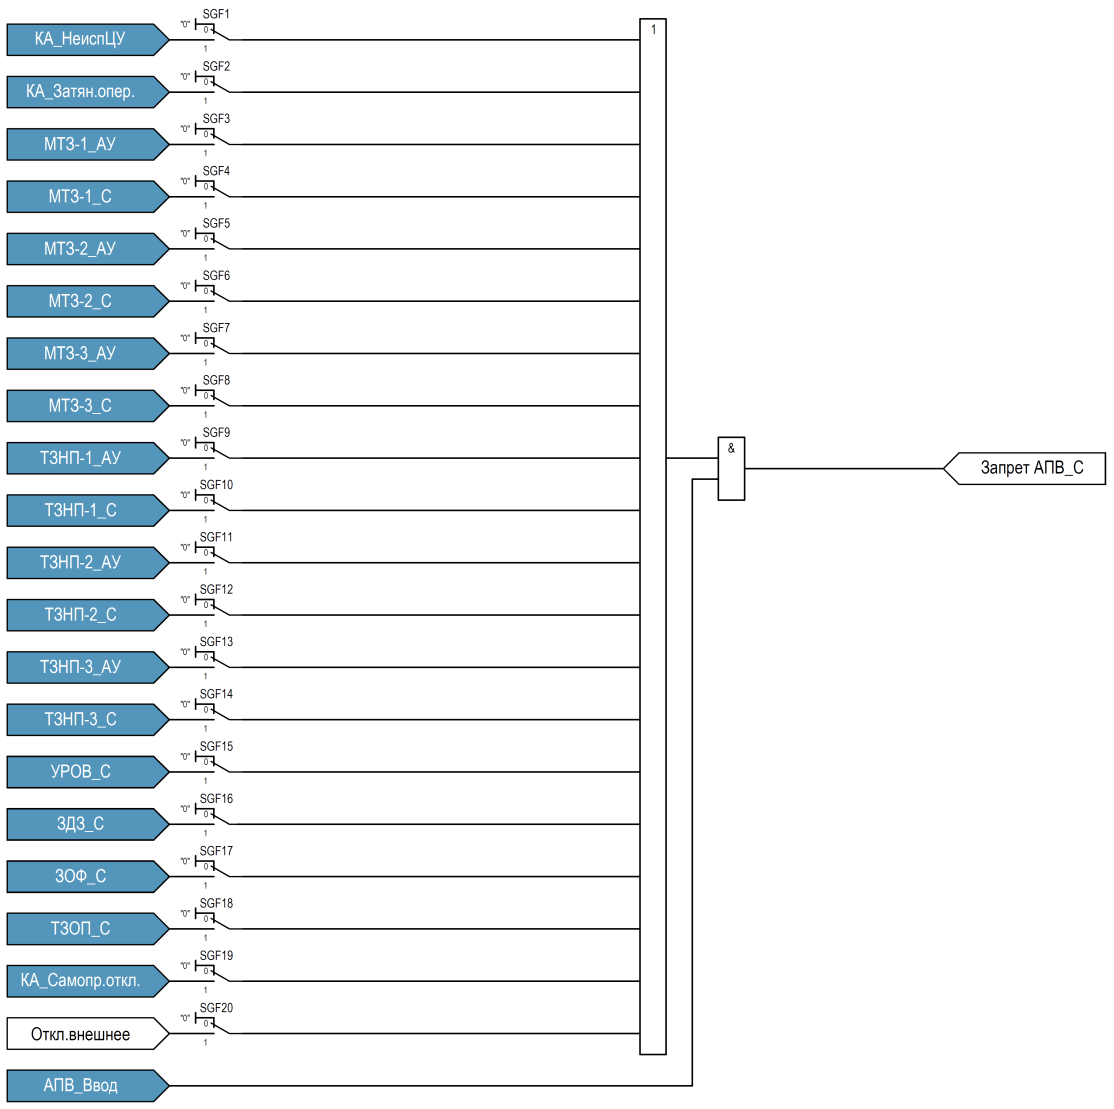 SGF1
"0" 0
КА_НеиспЦУ 1
1
SGF2
"0" 0
КА_Затян.опер.
1
SGF3
"0" 0
МТЗ-1_АУ
1
SGF4
"0" 0
МТЗ-1_С
1
SGF5
"0" 0
МТЗ-2_АУ
1
SGF6
"0" 0
МТЗ-2_С
1
SGF7
"0" 0
МТЗ-3_АУ
1
SGF8
"0" 0
МТЗ-3_С
1
SGF9
"0" 0
&
ТЗНП-1_АУ
1
Запрет АПВ_С
SGF10
"0" 0
ТЗНП-1_С
1
SGF11
"0" 0
ТЗНП-2_АУ
1
SGF12
"0" 0
ТЗНП-2_С
1
SGF13
"0" 0
ТЗНП-3_АУ
1
SGF14
"0" 0
ТЗНП-3_С
1
SGF15
"0" 0
УРОВ_С
1
SGF16
"0" 0
ЗДЗ_С
1
SGF17
"0" 0
ЗОФ_С
1
SGF18
"0" 0
ТЗОП_С
1
SGF19
"0" 0
КА_Самопр.откл.
1
SGF20
"0" 0
Откл.внешнее
1
АПВ_Ввод